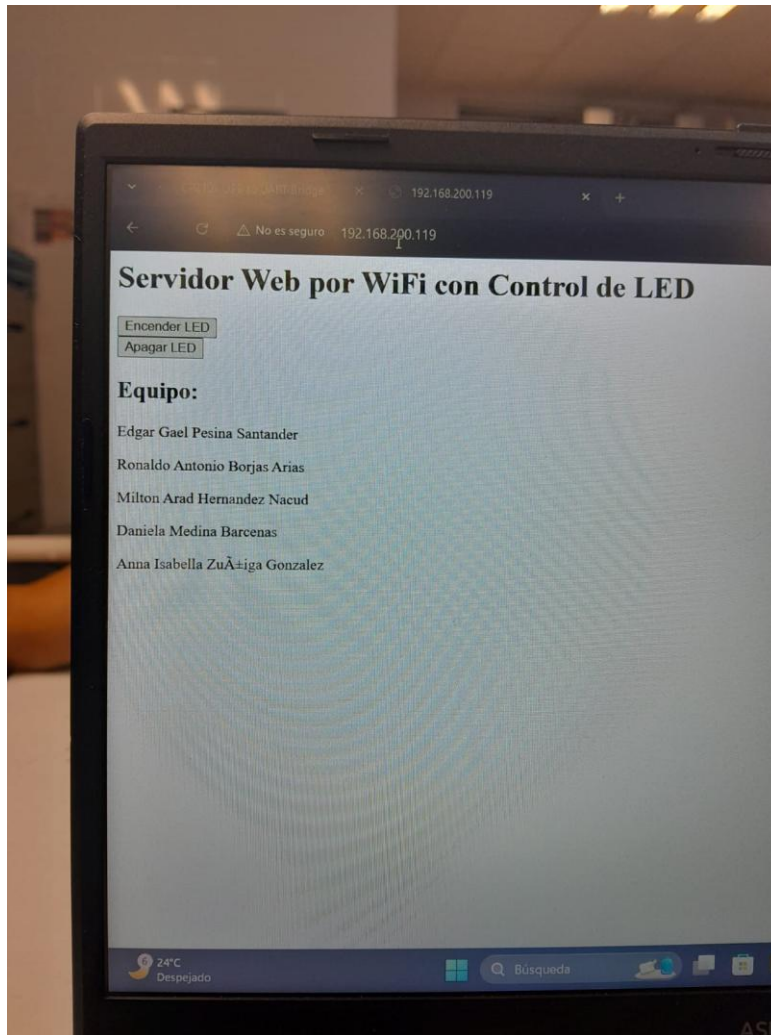 192.168.200.119
No es seguro 192.168.200.119
Servidor Web por WiFi con Control de LED
Encender LED
Apagar LED
Equipo:
Edgar Gael Pesina Santander
Ronaldo Antonio Borjas Arias
Milton Arad Hernandez Nacud
Daniela Medina Barcenas
Anna Isabella ZuÃ±iga Gonzalez
6
24°C
Despejado
Búsqueda